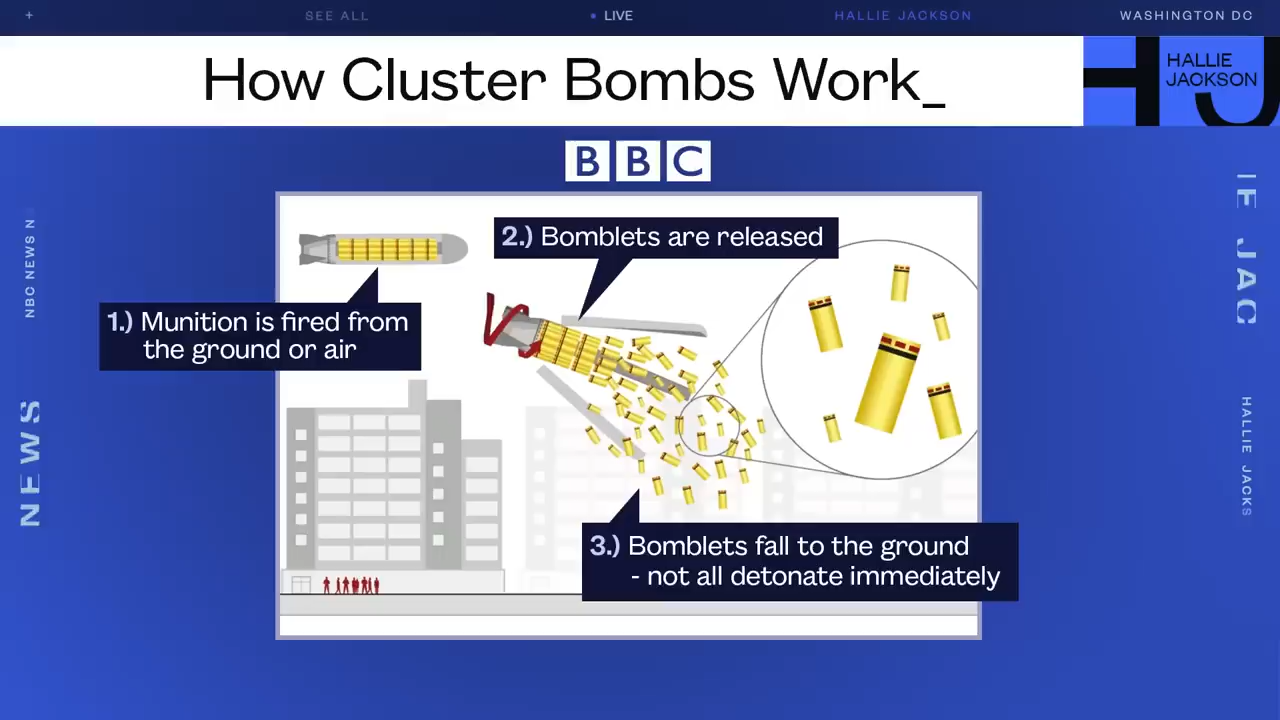 + SEE ALL • LIVE HALLIE JACKSON WASHINGTON DC
How Cluster Bombs Work_
HALLIE
JACKSON
BBC
2.) Bomblets are released
1.) Munition is fired from
the ground or air
3.) Bomblets fall to the ground
- not all detonate immediately
NBC NEWS N
NEWS
IE JAC
HALLIE JACKS